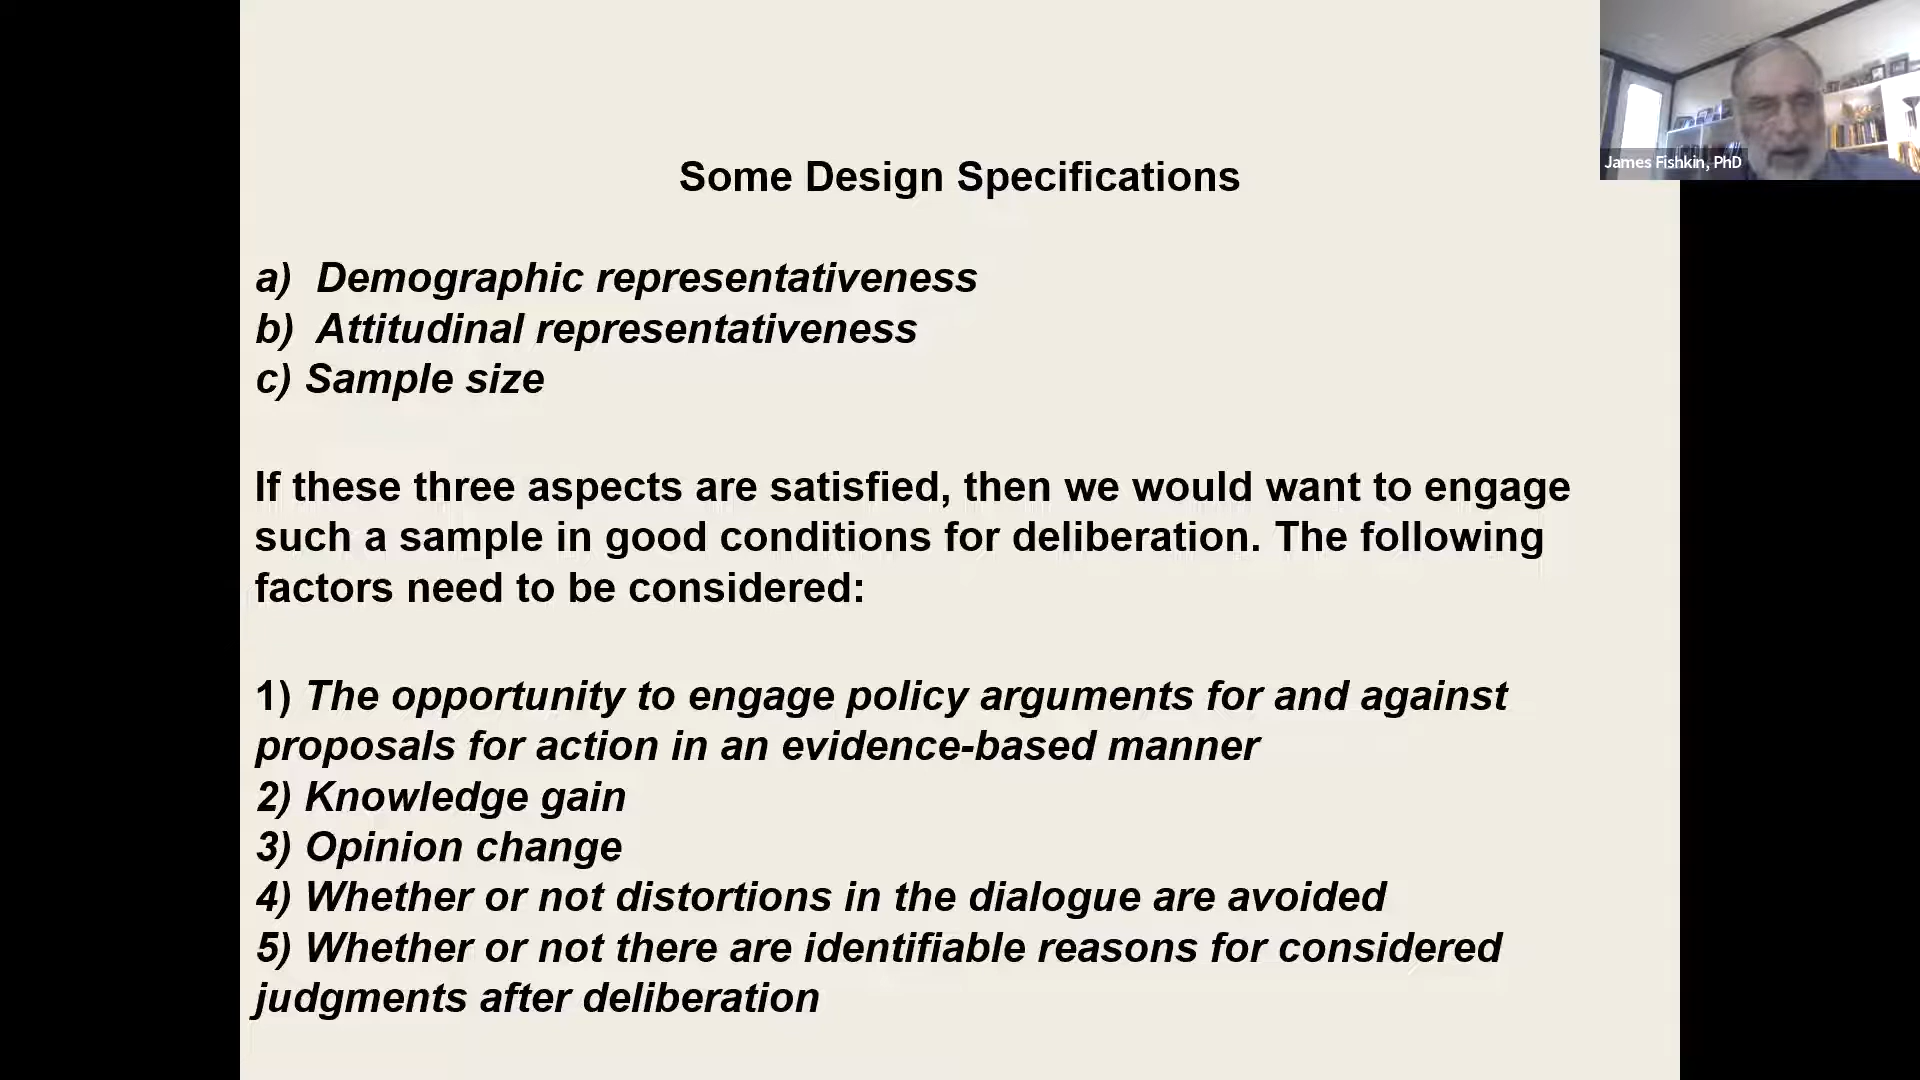 James Fishkin, PhD
Some Design Specifications
a) Demographic representativeness
b) Attitudinal representativeness
c) Sample size
If these three aspects are satisfied, then we would want to engage
such a sample in good conditions for deliberation. The following
factors need to be considered:
1) The opportunity to engage policy arguments for and against
proposals for action in an evidence-based manner
2) Knowledge gain
3) Opinion change
4) Whether or not distortions in the dialogue are avoided
5) Whether or not there are identifiable reasons for considered
judgments after deliberation